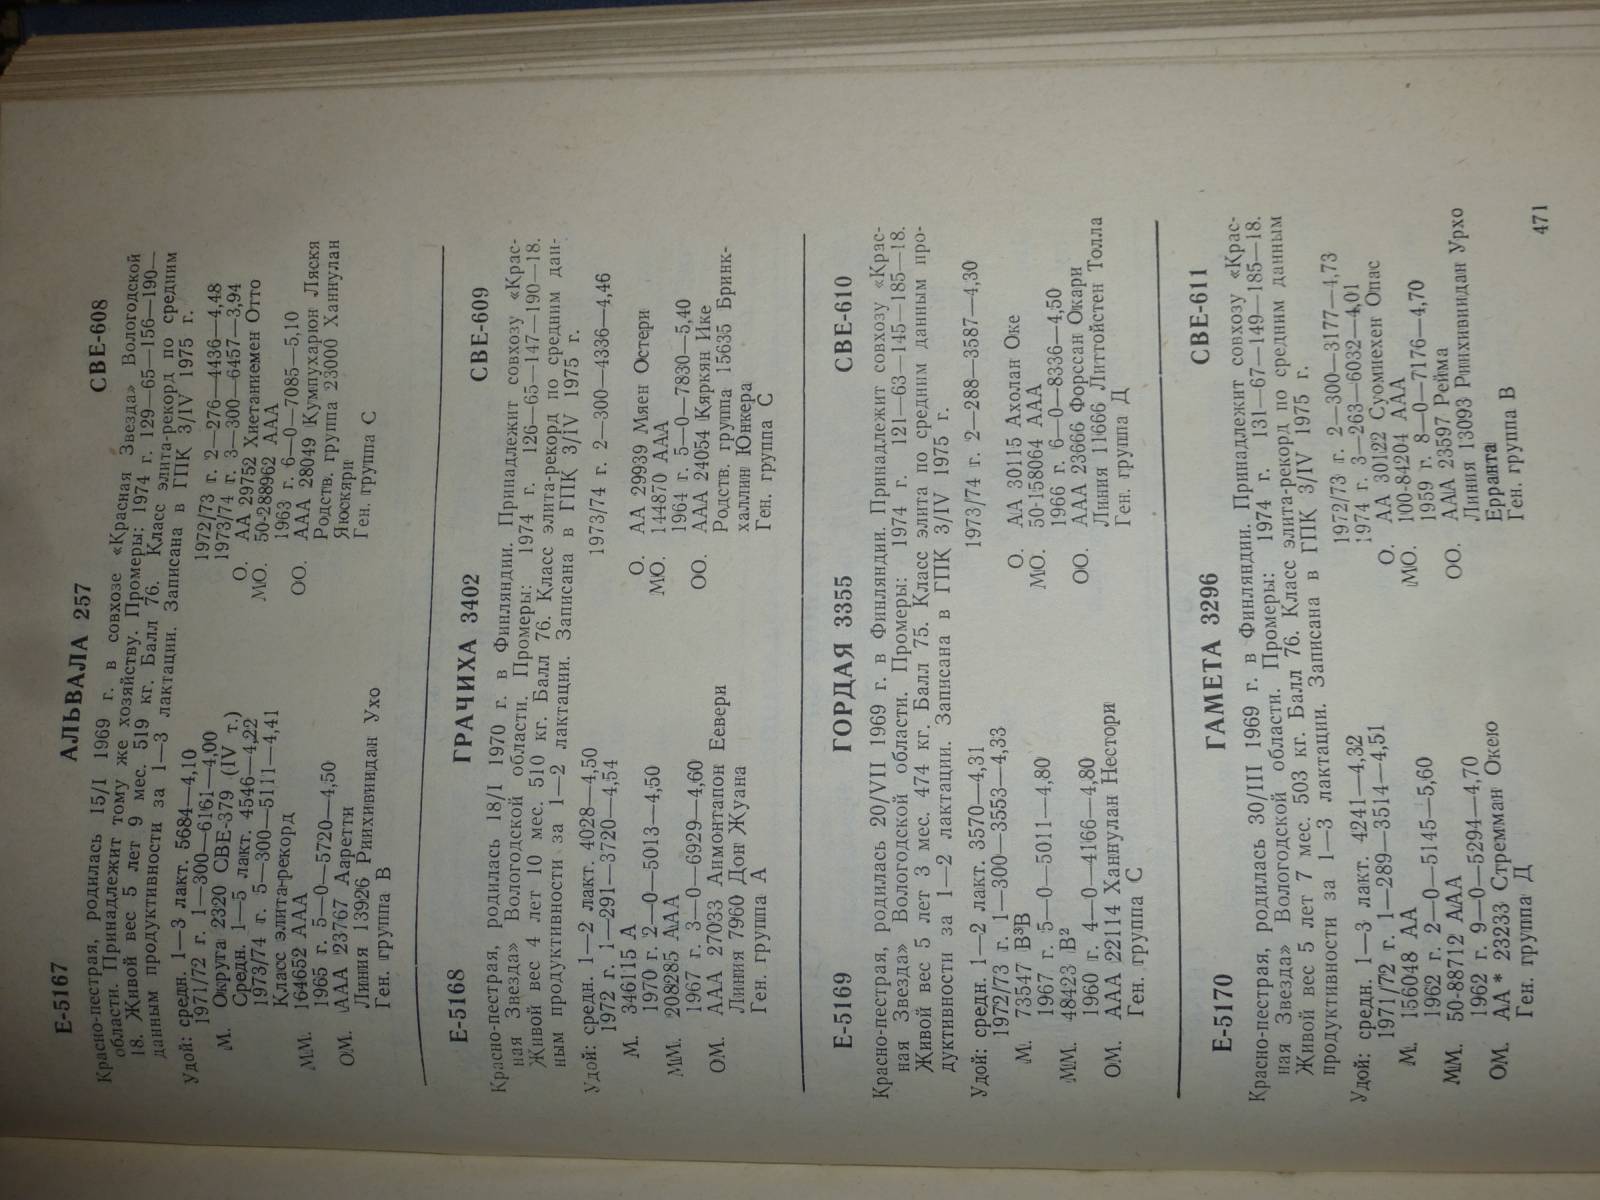 Е-5167 АЛЬВАЛА 257 СВЕ-608
Красно-пестрая, родилась 15/I 1969 г. в совхозе «Красная Звезда» Вологодской
области. Принадлежит тому же хозяйству. Промеры: 1974 г. 129—65—156—190—
18. Живой вес 5 лет 9 мес. 519 кг. Балл 76. Класс элита-рекорд по средним
данным продуктивности за 1—3 лактации. Записана в ГПК 3/IV 1975 г.
Удой: средн. 1—3 лакт. 5684—4,10
1971/72 г. 1—300—6161—4,00
М. Округа 2320 СВЕ-379 (IV т.)
Средн. 1—5 лакт. 4546—4,22
1973/74 г. 5—300—5111—4,41
Класс элита-рекорд
ММ. 164652 ААА
1965 г. 5—0—5720—4,50
ОМ. ААА 23767 Ааретти
Линия 13926 Риихивиидан Ухо
Ген. группа В
1972/73 г. 2—276—4436—4,48
1973/74 г. 3—300—6457—3,94
О. АА 29752 Хиетаниемен Отто
МО. 50-288962 ААА
1963 г. 6—0—7085—5,10
ОО. ААА 28049 Кумпухарюн Ляскя
Родств. группа 23000 Ханнулан
Яюскяри
Ген. группа С
Е-5168 ГРАЧИХА 3402 СВЕ-609
Красно-пестрая, родилась 18/I 1970 г. в Финляндии. Принадлежит совхозу «Крас-
ная Звезда» Вологодской области. Промеры: 1974 г. 126—65—147—190—18.
Живой вес 4 лет 10 мес. 510 кг. Балл 76. Класс элита-рекорд по средним дан-
ным продуктивности за 1—2 лактации. Записана в ГПК 3/IV 1975 г.
Удой: средн. 1—2 лакт. 4028—4,50
1972 г. 1—291—3720—4,54
М. 346115 А
1970 г. 2—0—5013—4,50
ММ. 208285 ААА
1967 г. 3—0—6929—4,60
ОМ. ААА 27033 Аимонтапон Еевери
Линия 7960 Дон Жуана
Ген. группа А
1973/74 г. 2—300—4336—4,46
О. АА 29939 Мяен Остери
МО. 144870 ААА
1964 г. 5—0—7830—5,40
ОО. ААА 24054 Кяркян Ике
Родств. группа 15635 Бринк-
халлин Юнкера
Ген. группа С
Е-5169 ГОРДАЯ 3355 СВЕ-610
Красно-пестрая, родилась 20/VII 1969 г. в Финляндии. Принадлежит совхозу «Крас-
ная Звезда» Вологодской области. Промеры: 1974 г. 121—63—145—185—18.
Живой вес 5 лет 3 мес. 474 кг. Балл 75. Класс элита по средним данным про-
дуктивности за 1—2 лактации. Записана в ГПК 3/IV 1975 г.
Удой: средн. 1—2 лакт. 3570—4,31
1972/73 г. 1—300—3553—4,33
М. 73547 В³В
1967 г. 5—0—5011—4,80
ММ. 48423 В²
1960 г. 4—0—4166—4,80
ОМ. ААА 22114 Ханнулан Нестори
Ген. группа С
1973/74 г. 2—288—3587—4,30
О. АА 30115 Ахолан Оке
МО. 50-158064 ААА
1966 г. 6—0—8336—4,50
ОО. ААА 23666 Форссан Окари
Линия 11666 Литтойстен Толла
Ген. группа Д
Е-5170 ГАМЕТА 3296 СВЕ-611
Красно-пестрая, родилась 30/III 1969 г. в Финляндии. Принадлежит совхозу «Крас-
ная Звезда» Вологодской области. Промеры: 1974 г. 131—67—149—185—18.
Живой вес 5 лет 7 мес. 503 кг. Балл 76. Класс элита-рекорд по средним данным
продуктивности за 1—3 лактации. Записана в ГПК 3/IV 1975 г.
Удой: средн. 1—3 лакт. 4241—4,32
1971/72 г. 1—289—3514—4,51
М. 156048 АА
1962 г. 2—0—5145—5,60
ММ. 50-88712 ААА
1962 г. 9—0—5294—4,70
ОМ. АА * 23233 Стремман Окею
Ген. группа Д
1972/73 г. 2—300—3177—4,73
1974 г. 3—263—6032—4,01
О. АА 30122 Суомпехен Опас
МО. 100-84204 ААА
1959 г. 8—0—7176—4,70
ОО. ААА 23597 Рейма
Линия 13093 Риихивиидан Урхо
Ерранта
Ген. группа В
471